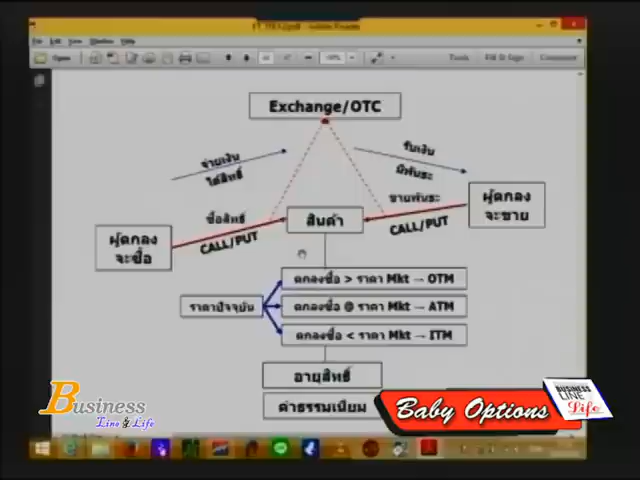 Exchange/OTC
จ่ายเงิน
ได้สิทธิ์
รับเงิน
มีพันธะ
ซื้อสิทธิ์
CALL/PUT
สินค้า
ขายพันธะ
CALL/PUT
ผู้ตกลง
จะซื้อ
ผู้ตกลง
จะขาย
ราคาปัจจุบัน
ตกลงซื้อ > ราคา Mkt → OTM
ตกลงซื้อ @ ราคา Mkt → ATM
ตกลงซื้อ < ราคา Mkt → ITM
อายุสิทธิ์
ค่าธรรมเนียม
Business
Line & Life
Baby Options
BUSINESS
LINE
Life